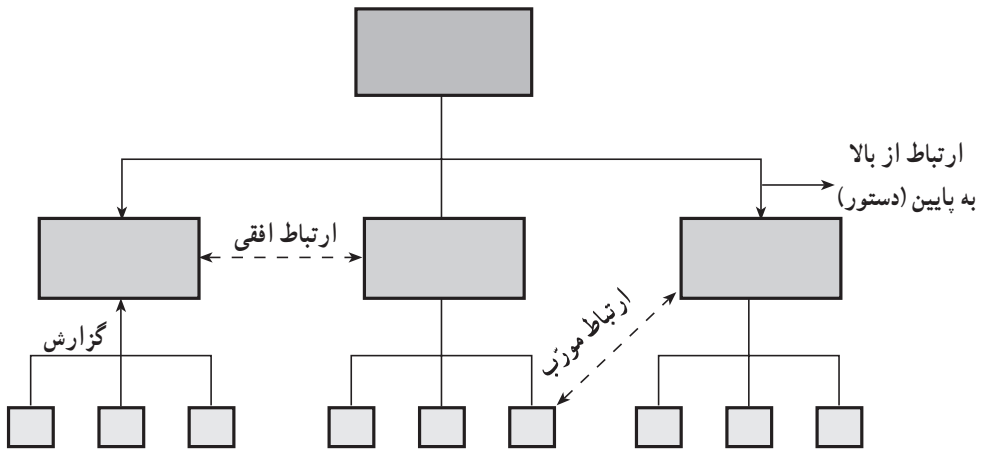 ارتباط از بالا
به پایین (دستور)
ارتباط افقی
ارتباط مورّب
گزارش